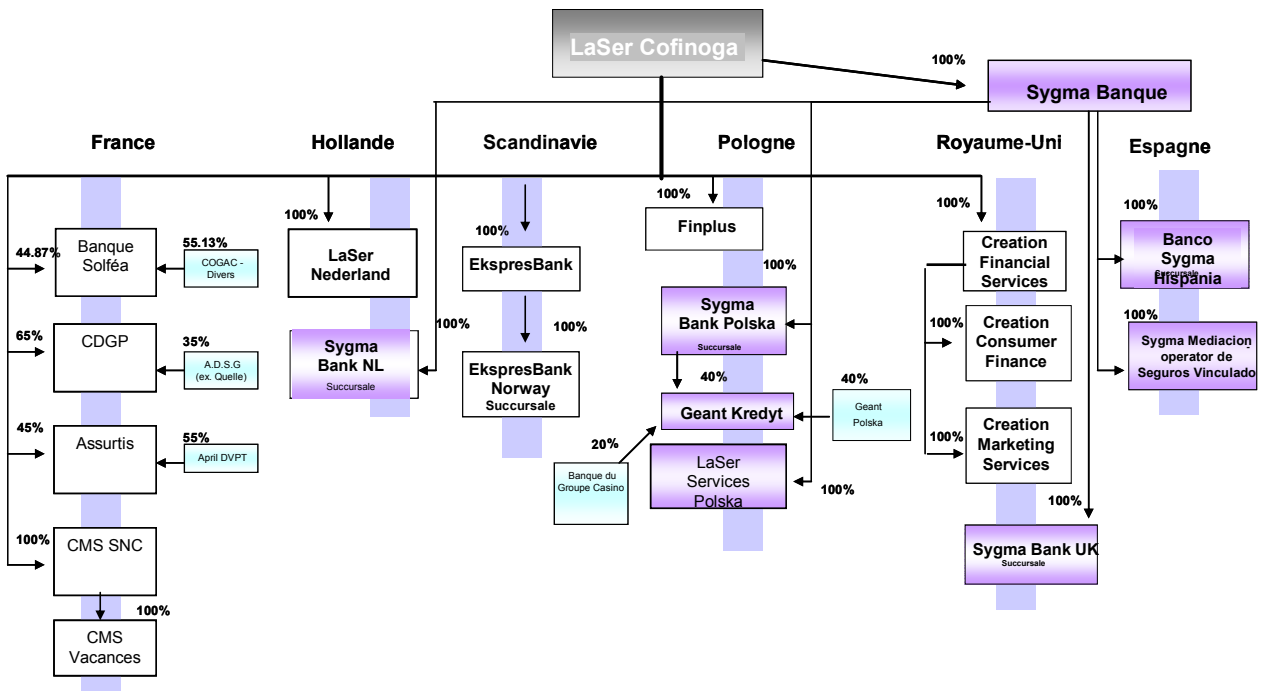 LaSer Cofinoga
100%
Sygma Banque
France
Hollande
Scandinavie
Pologne
Royaume-Uni
Espagne
44.87%
Banque
Solféa
55.13%
COGAC -
Divers
65%
CDGP
35%
A.D.S.G
(ex. Quelle)
45%
Assurtis
55%
April DVPT
100%
CMS SNC
100%
CMS
Vacances
100%
LaSer
Nederland
100%
Sygma
Bank NL
Succursale
100%
EkspresBank
100%
EkspresBank
Norway
Succursale
100%
Finplus
100%
Sygma
Bank Polska
Succursale
40%
Geant Kredyt
40%
Geant
Polska
20%
Banque du
Groupe Casino
LaSer
Services
Polska
100%
100%
Creation
Financial
Services
100%
Creation
Consumer
Finance
100%
Creation
Marketing
Services
100%
Sygma Bank UK
Succursale
100%
Banco
Sygma
Succursale
Hispania
100%
Sygma Mediacion
operator de
Seguros Vinculado